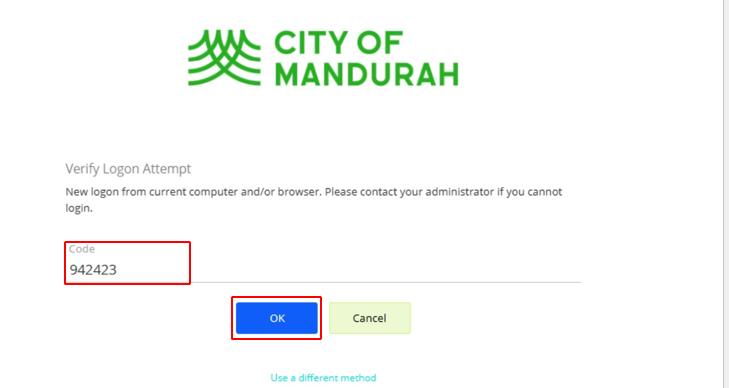 CITY OF
MANDURAH
Verify Logon Attempt
New logon from current computer and/or browser. Please contact your administrator if you cannot
login.
Code
942423
OK
Cancel
Use a different method